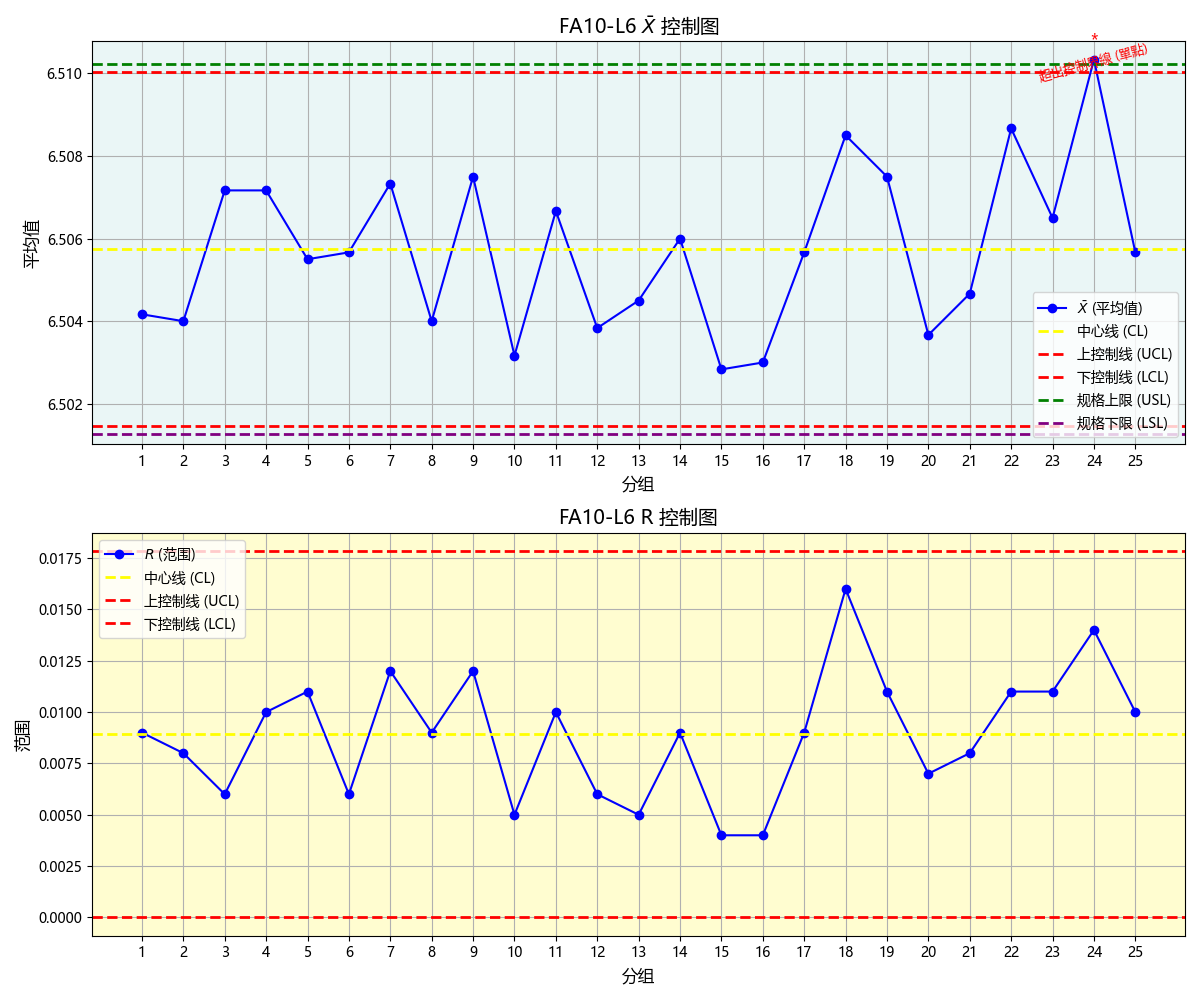 FA10-L6 X̄ 控制图
*
超出控制界線 (單點)
平均值
6.510
6.508
6.506
6.504
6.502
X̄ (平均值)
中心线 (CL)
上控制线 (UCL)
下控制线 (LCL)
规格上限 (USL)
规格下限 (LSL)
1 2 3 4 5 6 7 8 9 10 11 12 13 14 15 16 17 18 19 20 21 22 23 24 25
分组
FA10-L6 R 控制图
范围
0.0175
0.0150
0.0125
0.0100
0.0075
0.0050
0.0025
0.0000
R (范围)
中心线 (CL)
上控制线 (UCL)
下控制线 (LCL)
1 2 3 4 5 6 7 8 9 10 11 12 13 14 15 16 17 18 19 20 21 22 23 24 25
分组